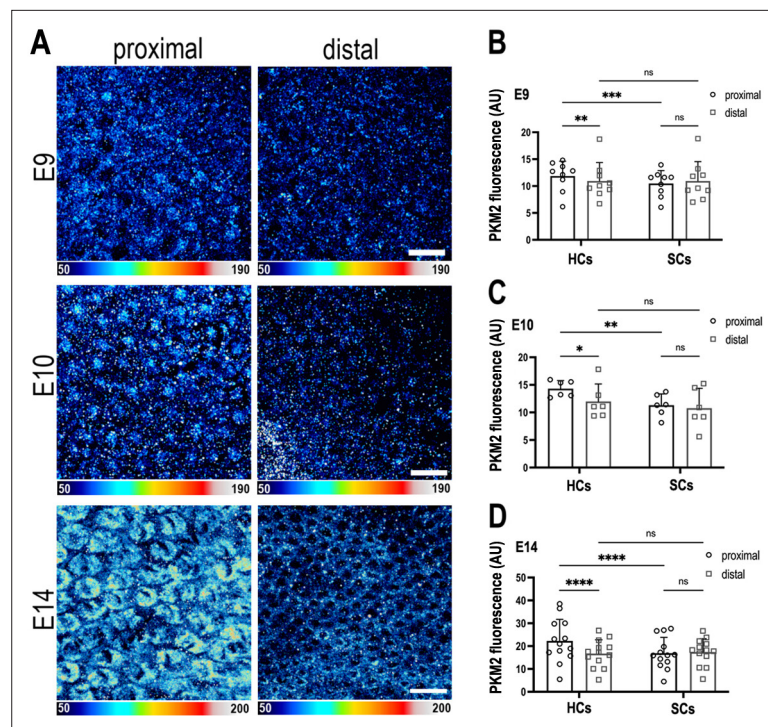 A
proximal
distal
E9
50
190
50
190
E10
50
190
50
190
E14
50
200
50
200
B
E9
ns
proximal
distal
***
**
ns
PKM2 fluorescence (AU)
20
15
10
5
0
HCs
SCs
C
E10
ns
proximal
distal
**
*
ns
PKM2 fluorescence (AU)
20
15
10
5
0
HCs
SCs
D
E14
ns
proximal
distal
****
****
ns
PKM2 fluorescence (AU)
50
40
30
20
10
0
HCs
SCs